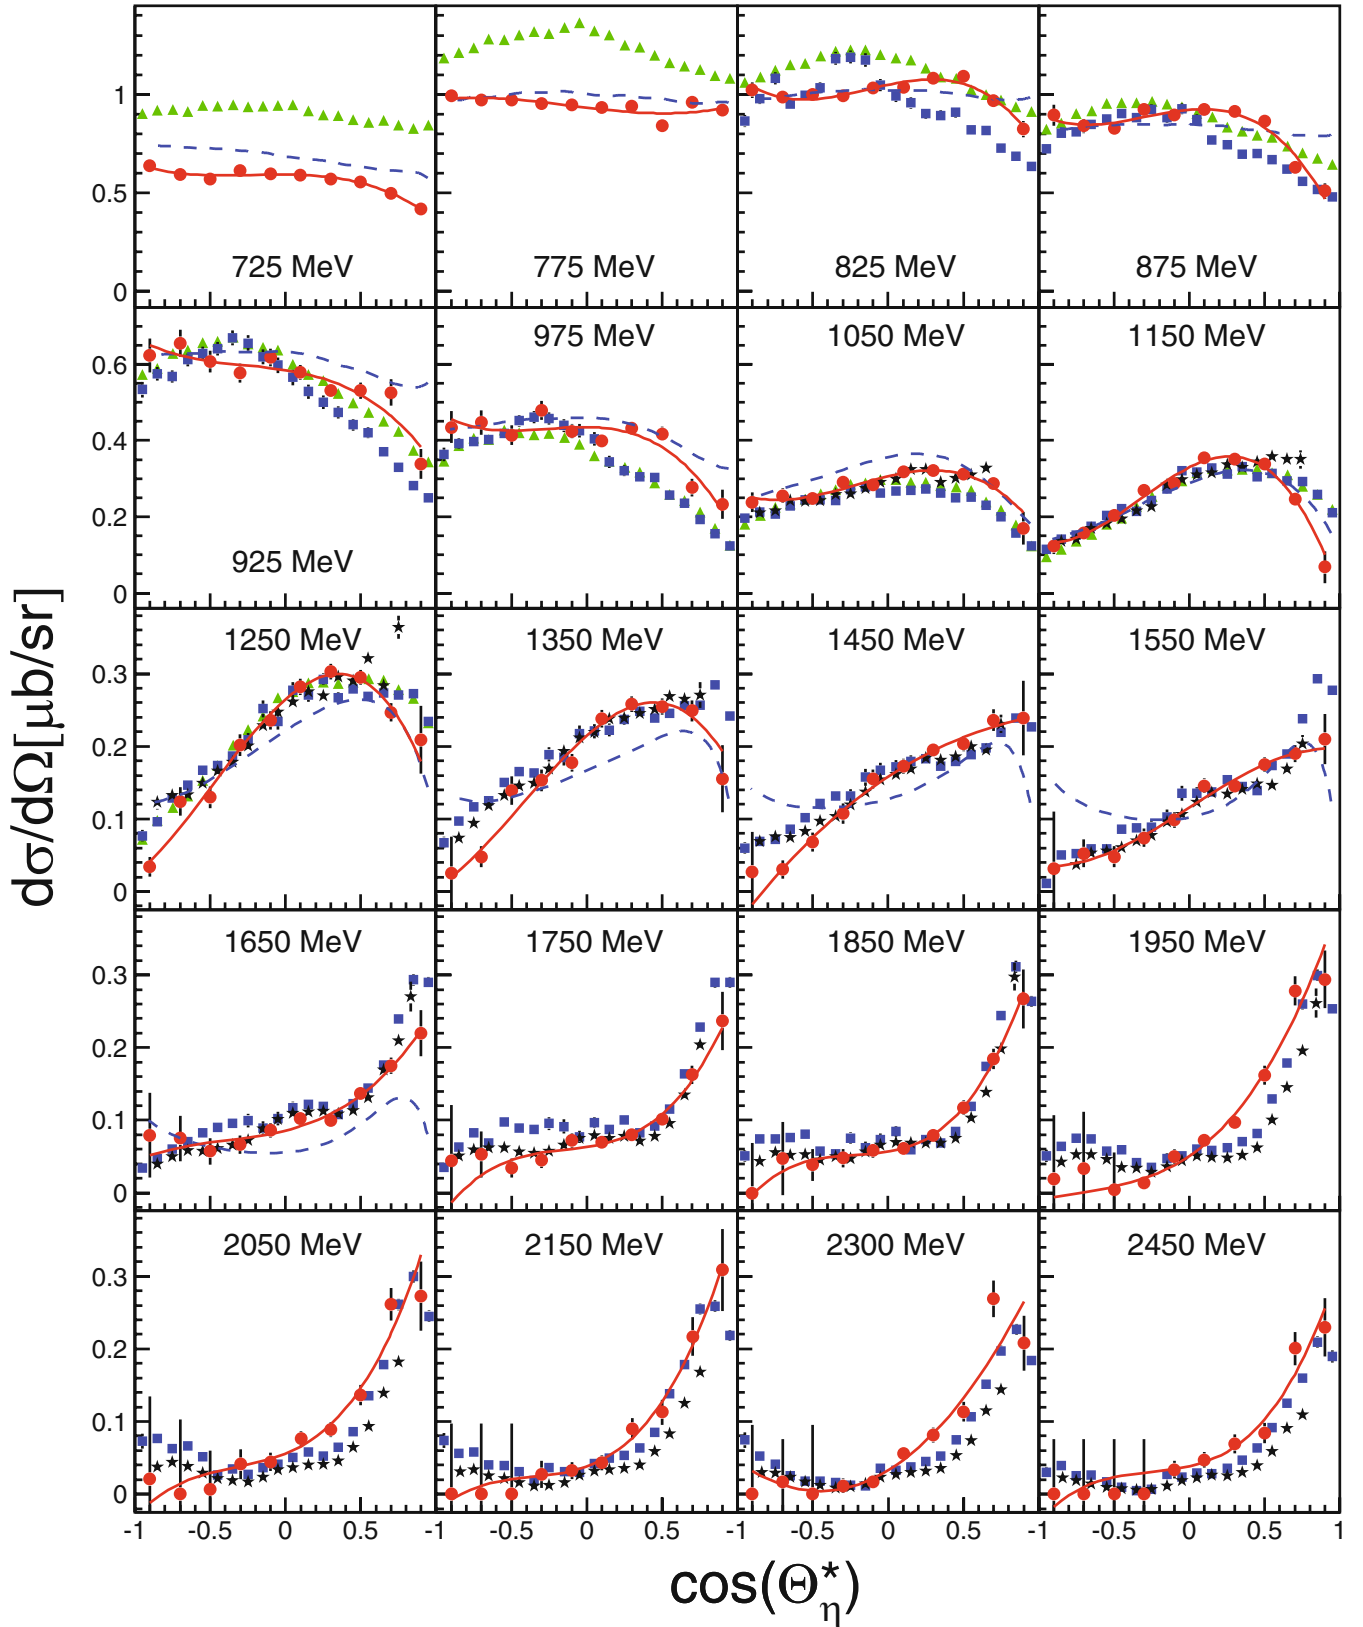 1
0.5
0
725 MeV
775 MeV
825 MeV
875 MeV
0.6
0.4
0.2
0
925 MeV
975 MeV
1050 MeV
1150 MeV
dσ/dΩ[μb/sr]
0.3
0.2
0.1
0
1250 MeV
1350 MeV
1450 MeV
1550 MeV
0.3
0.2
0.1
0
1650 MeV
1750 MeV
1850 MeV
1950 MeV
0.3
0.2
0.1
0
2050 MeV
2150 MeV
2300 MeV
2450 MeV
-1 -0.5 0 0.5 -1 -0.5 0 0.5 -1 -0.5 0 0.5 -1 -0.5 0 0.5 1
cos(Θ*η)